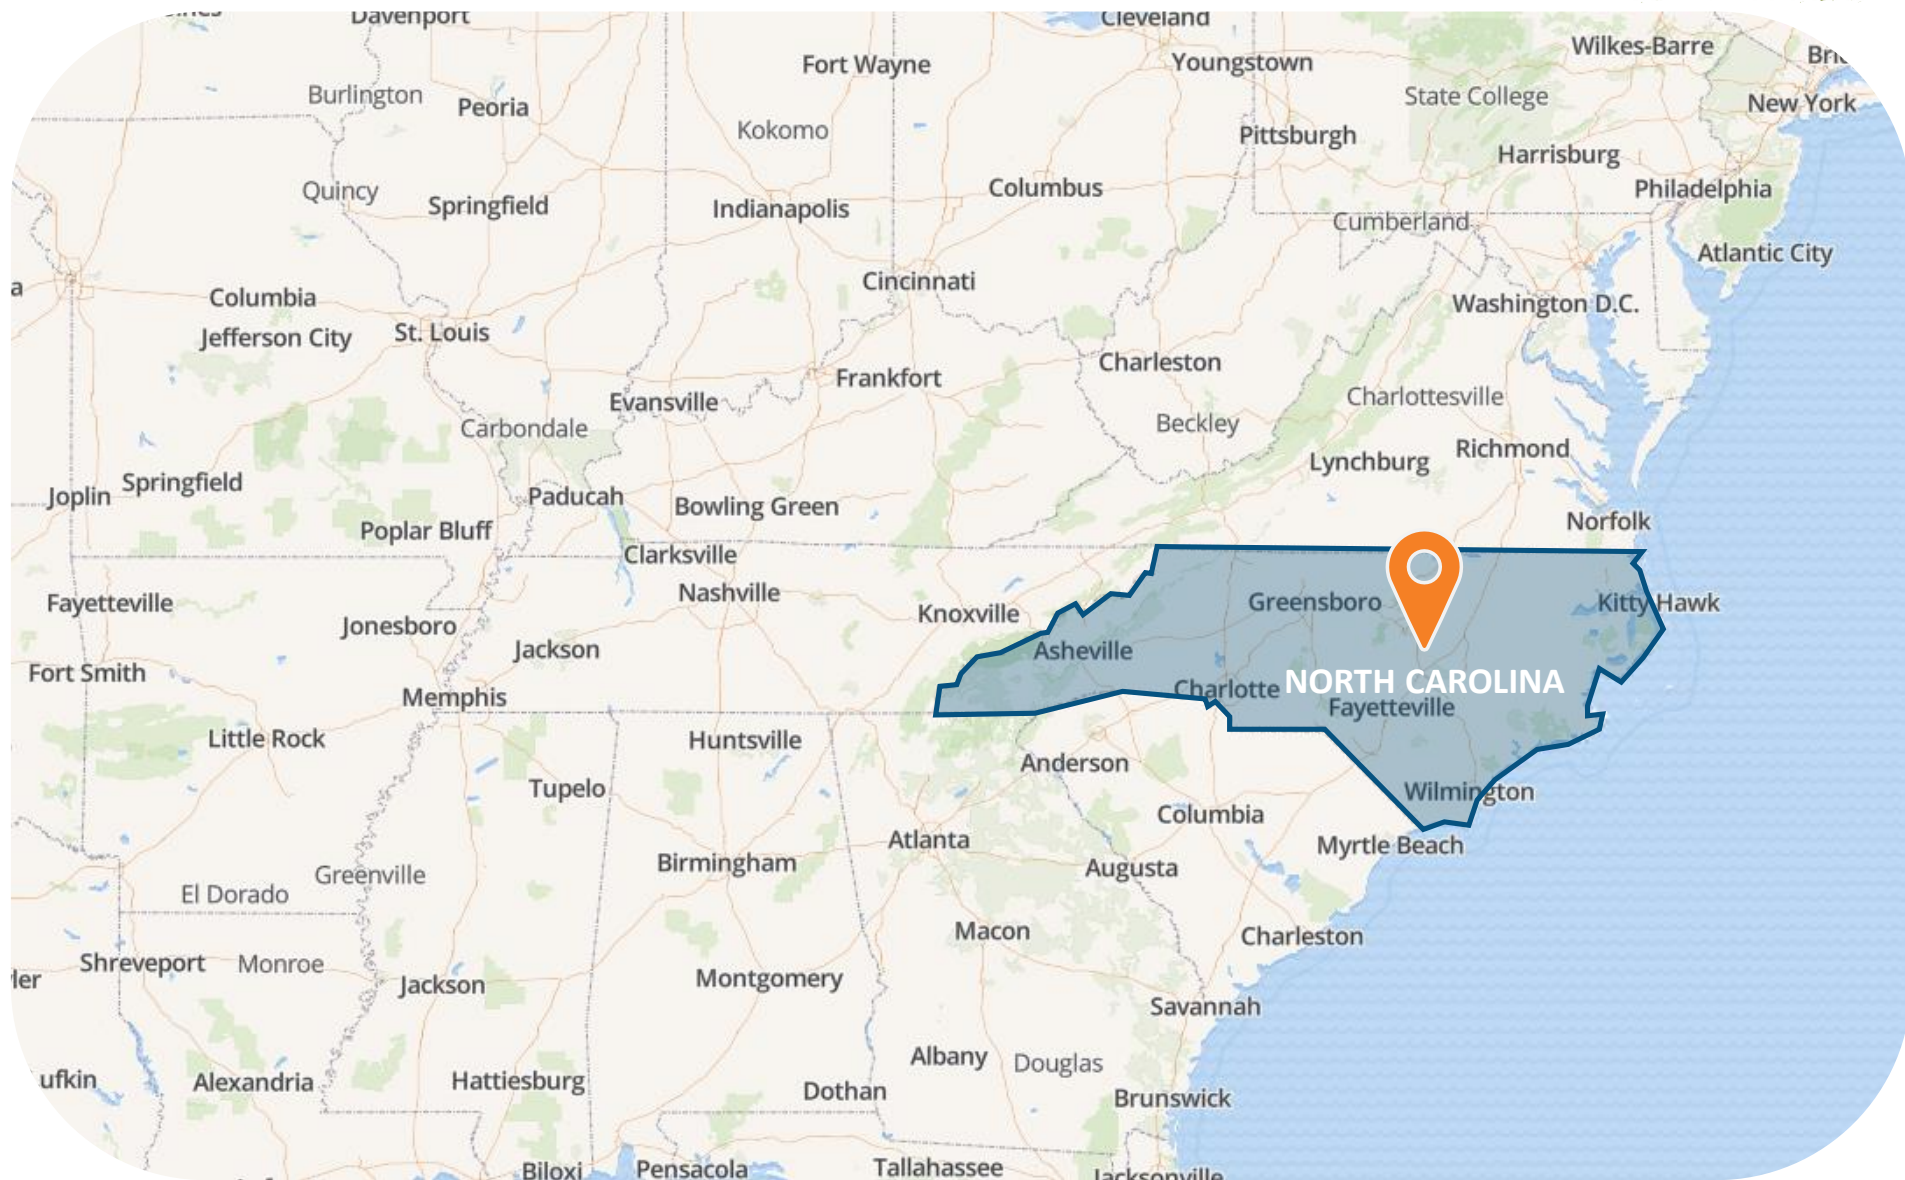 Davenport
Cleveland
Wilkes-Barre
Fort Wayne
Youngstown
Burlington
Peoria
State College
New York
Kokomo
Pittsburgh
Harrisburg
Quincy
Springfield
Indianapolis
Columbus
Philadelphia
Cumberland
Atlantic City
Cincinnati
Columbia
Washington D.C.
Jefferson City
St. Louis
Charleston
Frankfort
Evansville
Charlottesville
Carbondale
Beckley
Richmond
Lynchburg
Joplin
Springfield
Paducah
Bowling Green
Poplar Bluff
Norfolk
Clarksville
Nashville
Fayetteville
Knoxville
Greensboro
Kitty Hawk
Jonesboro
Jackson
Asheville
Fort Smith
Memphis
Charlotte
NORTH CAROLINA
Fayetteville
Little Rock
Huntsville
Anderson
Tupelo
Wilmington
Columbia
Atlanta
Myrtle Beach
Birmingham
Augusta
Greenville
El Dorado
Macon
Charleston
Shreveport
Monroe
Jackson
Montgomery
Savannah
Albany
Douglas
ufkin
Alexandria
Hattiesburg
Dothan
Brunswick
Biloxi
Pensacola
Tallahassee
Jacksonville